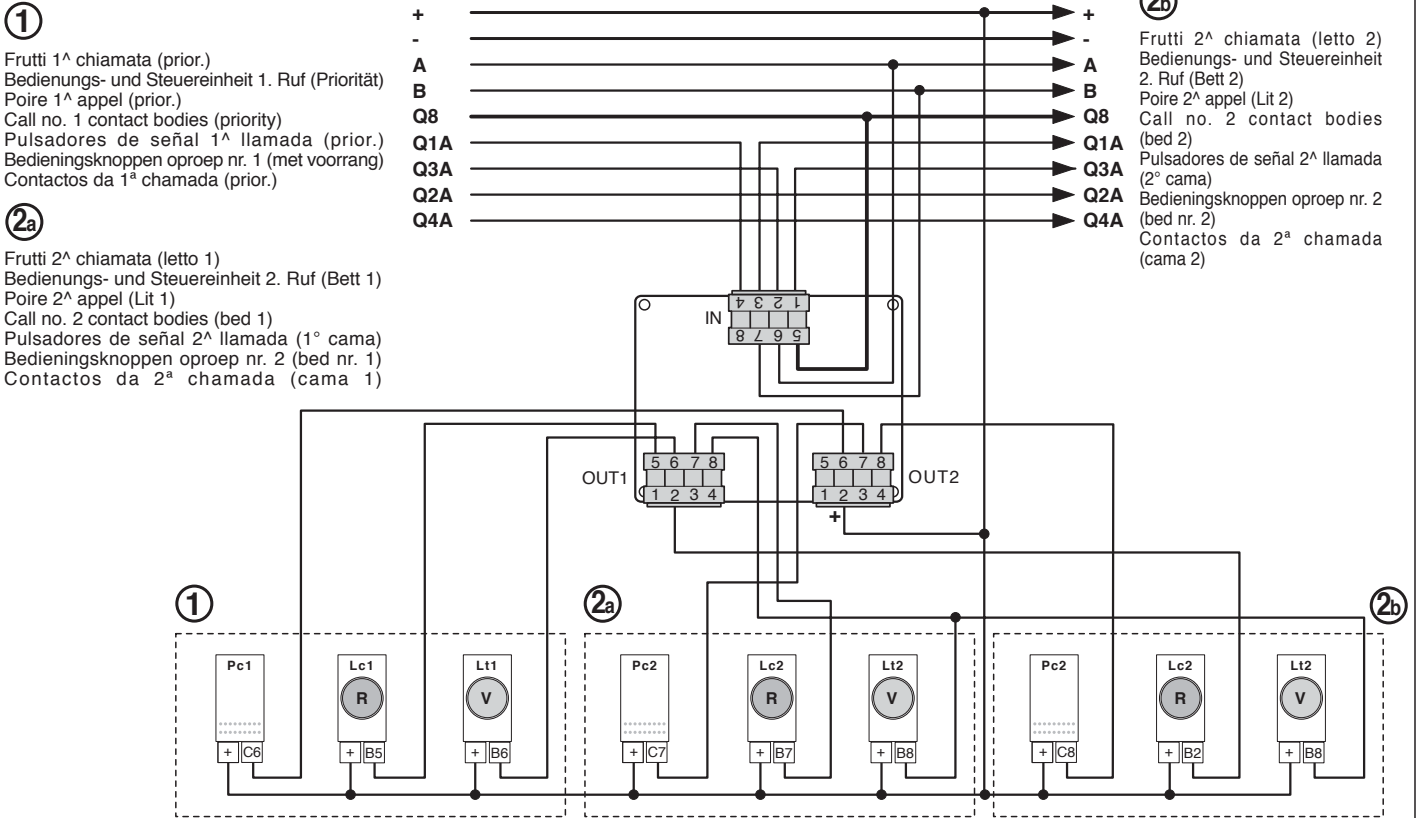 1
Frutti 1^ chiamata (prior.)
Bedienungs- und Steuereinheit 1. Ruf (Priorität)
Poire 1^ appel (prior.)
Call no. 1 contact bodies (priority)
Pulsadores de señal 1^ llamada (prior.)
Bedieningsknoppen oproep nr. 1 (met voorrang)
Contactos da 1ª chamada (prior.)
2a
Frutti 2^ chiamata (letto 1)
Bedienungs- und Steuereinheit 2. Ruf (Bett 1)
Poire 2^ appel (Lit 1)
Call no. 2 contact bodies (bed 1)
Pulsadores de señal 2^ llamada (1° cama)
Bedieningsknoppen oproep nr. 2 (bed nr. 1)
Contactos da 2ª chamada (cama 1)
+ +
- -
A A
B B
Q8 Q8
Q1A Q1A
Q3A Q3A
Q2A Q2A
Q4A Q4A
2b
Frutti 2^ chiamata (letto 2)
Bedienungs- und Steuereinheit
2. Ruf (Bett 2)
Poire 2^ appel (Lit 2)
Call no. 2 contact bodies
(bed 2)
Pulsadores de señal 2^ llamada
(2° cama)
Bedieningsknoppen oproep nr. 2
(bed nr. 2)
Contactos da 2ª chamada
(cama 2)
4 3 2 1
IN
8 7 6 5
5 6 7 8
OUT1
1 2 3 4
5 6 7 8
OUT2
1 2 3 4
+
1
2a
2b
Pc1 Lc1 Lt1 Pc2 Lc2 Lt2 Pc2 Lc2 Lt2
R V R V R V
+ C6 + B5 + B6 + C7 + B7 + B8 + C8 + B2 + B8